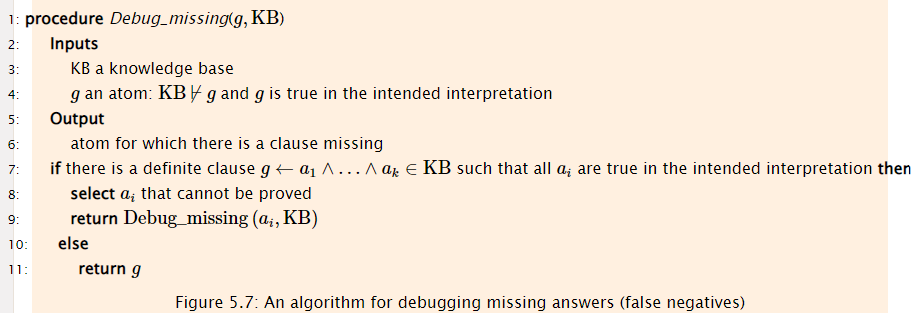 1: procedure Debug_missing(g, KB)
2: Inputs
3: KB a knowledge base
4: g an atom: KB ⊬ g and g is true in the intended interpretation
5: Output
6: atom for which there is a clause missing
7: if there is a definite clause g ← a₁ ∧ … ∧ aₖ ∈ KB such that all aᵢ are true in the intended interpretation then
8: select aᵢ that cannot be proved
9: return Debug_missing (aᵢ, KB)
10: else
11: return g
Figure 5.7: An algorithm for debugging missing answers (false negatives)